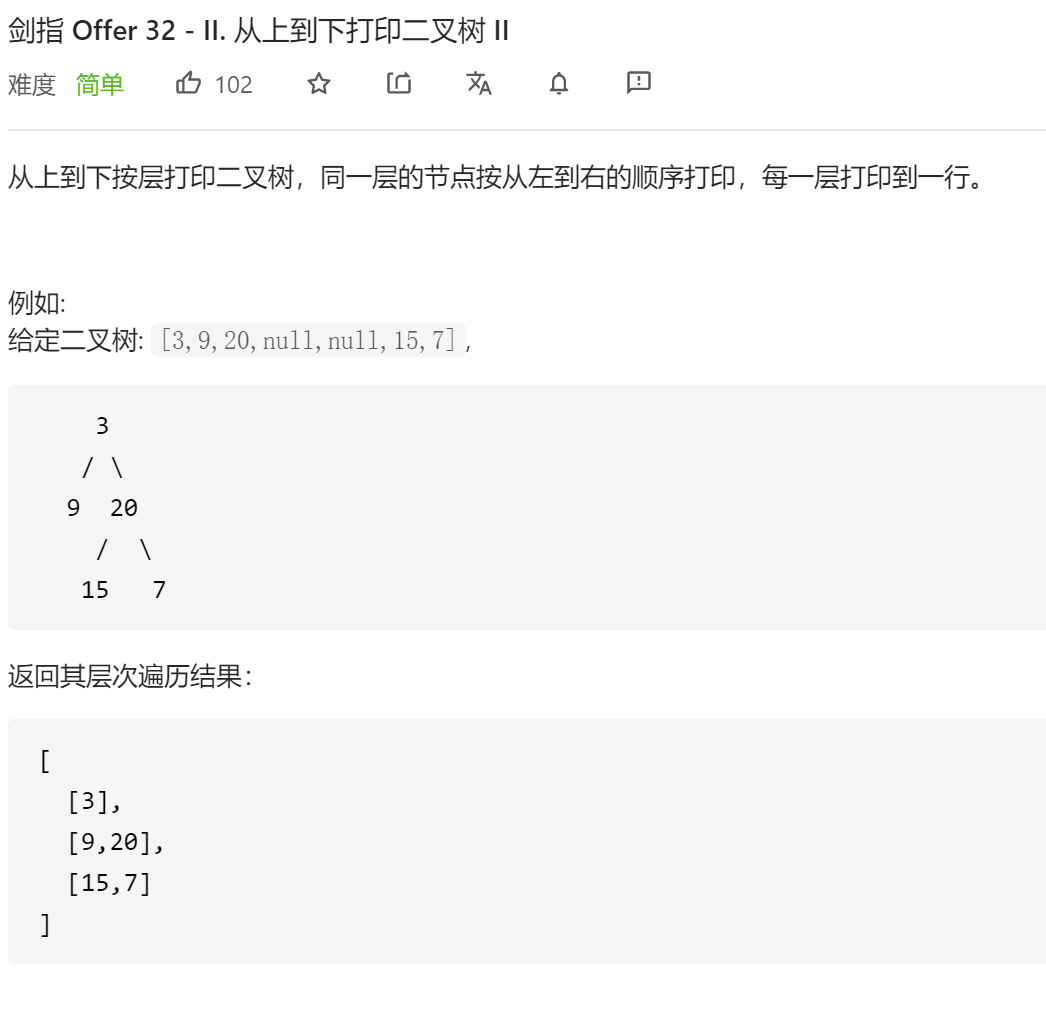 剑指 Offer 32 - II. 从上到下打印二叉树 II
难度 简单 102
从上到下按层打印二叉树，同一层的节点按从左到右的顺序打印，每一层打印到一行。
例如:
给定二叉树: [3,9,20,null,null,15,7],
3
/ \
9 20
/ \
15 7
返回其层次遍历结果：
[
[3],
[9,20],
[15,7]
]